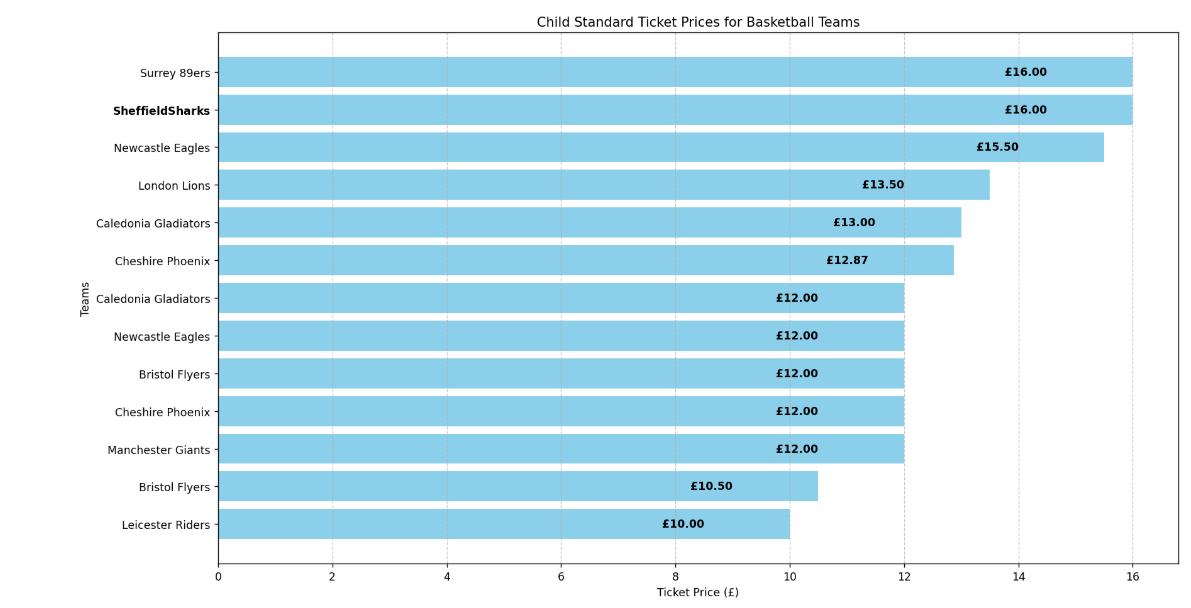 Child Standard Ticket Prices for Basketball Teams
Teams
Surrey 89ers £16.00
SheffieldSharks £16.00
Newcastle Eagles £15.50
London Lions £13.50
Caledonia Gladiators £13.00
Cheshire Phoenix £12.87
Caledonia Gladiators £12.00
Newcastle Eagles £12.00
Bristol Flyers £12.00
Cheshire Phoenix £12.00
Manchester Giants £12.00
Bristol Flyers £10.50
Leicester Riders £10.00
0 2 4 6 8 10 12 14 16
Ticket Price (£)